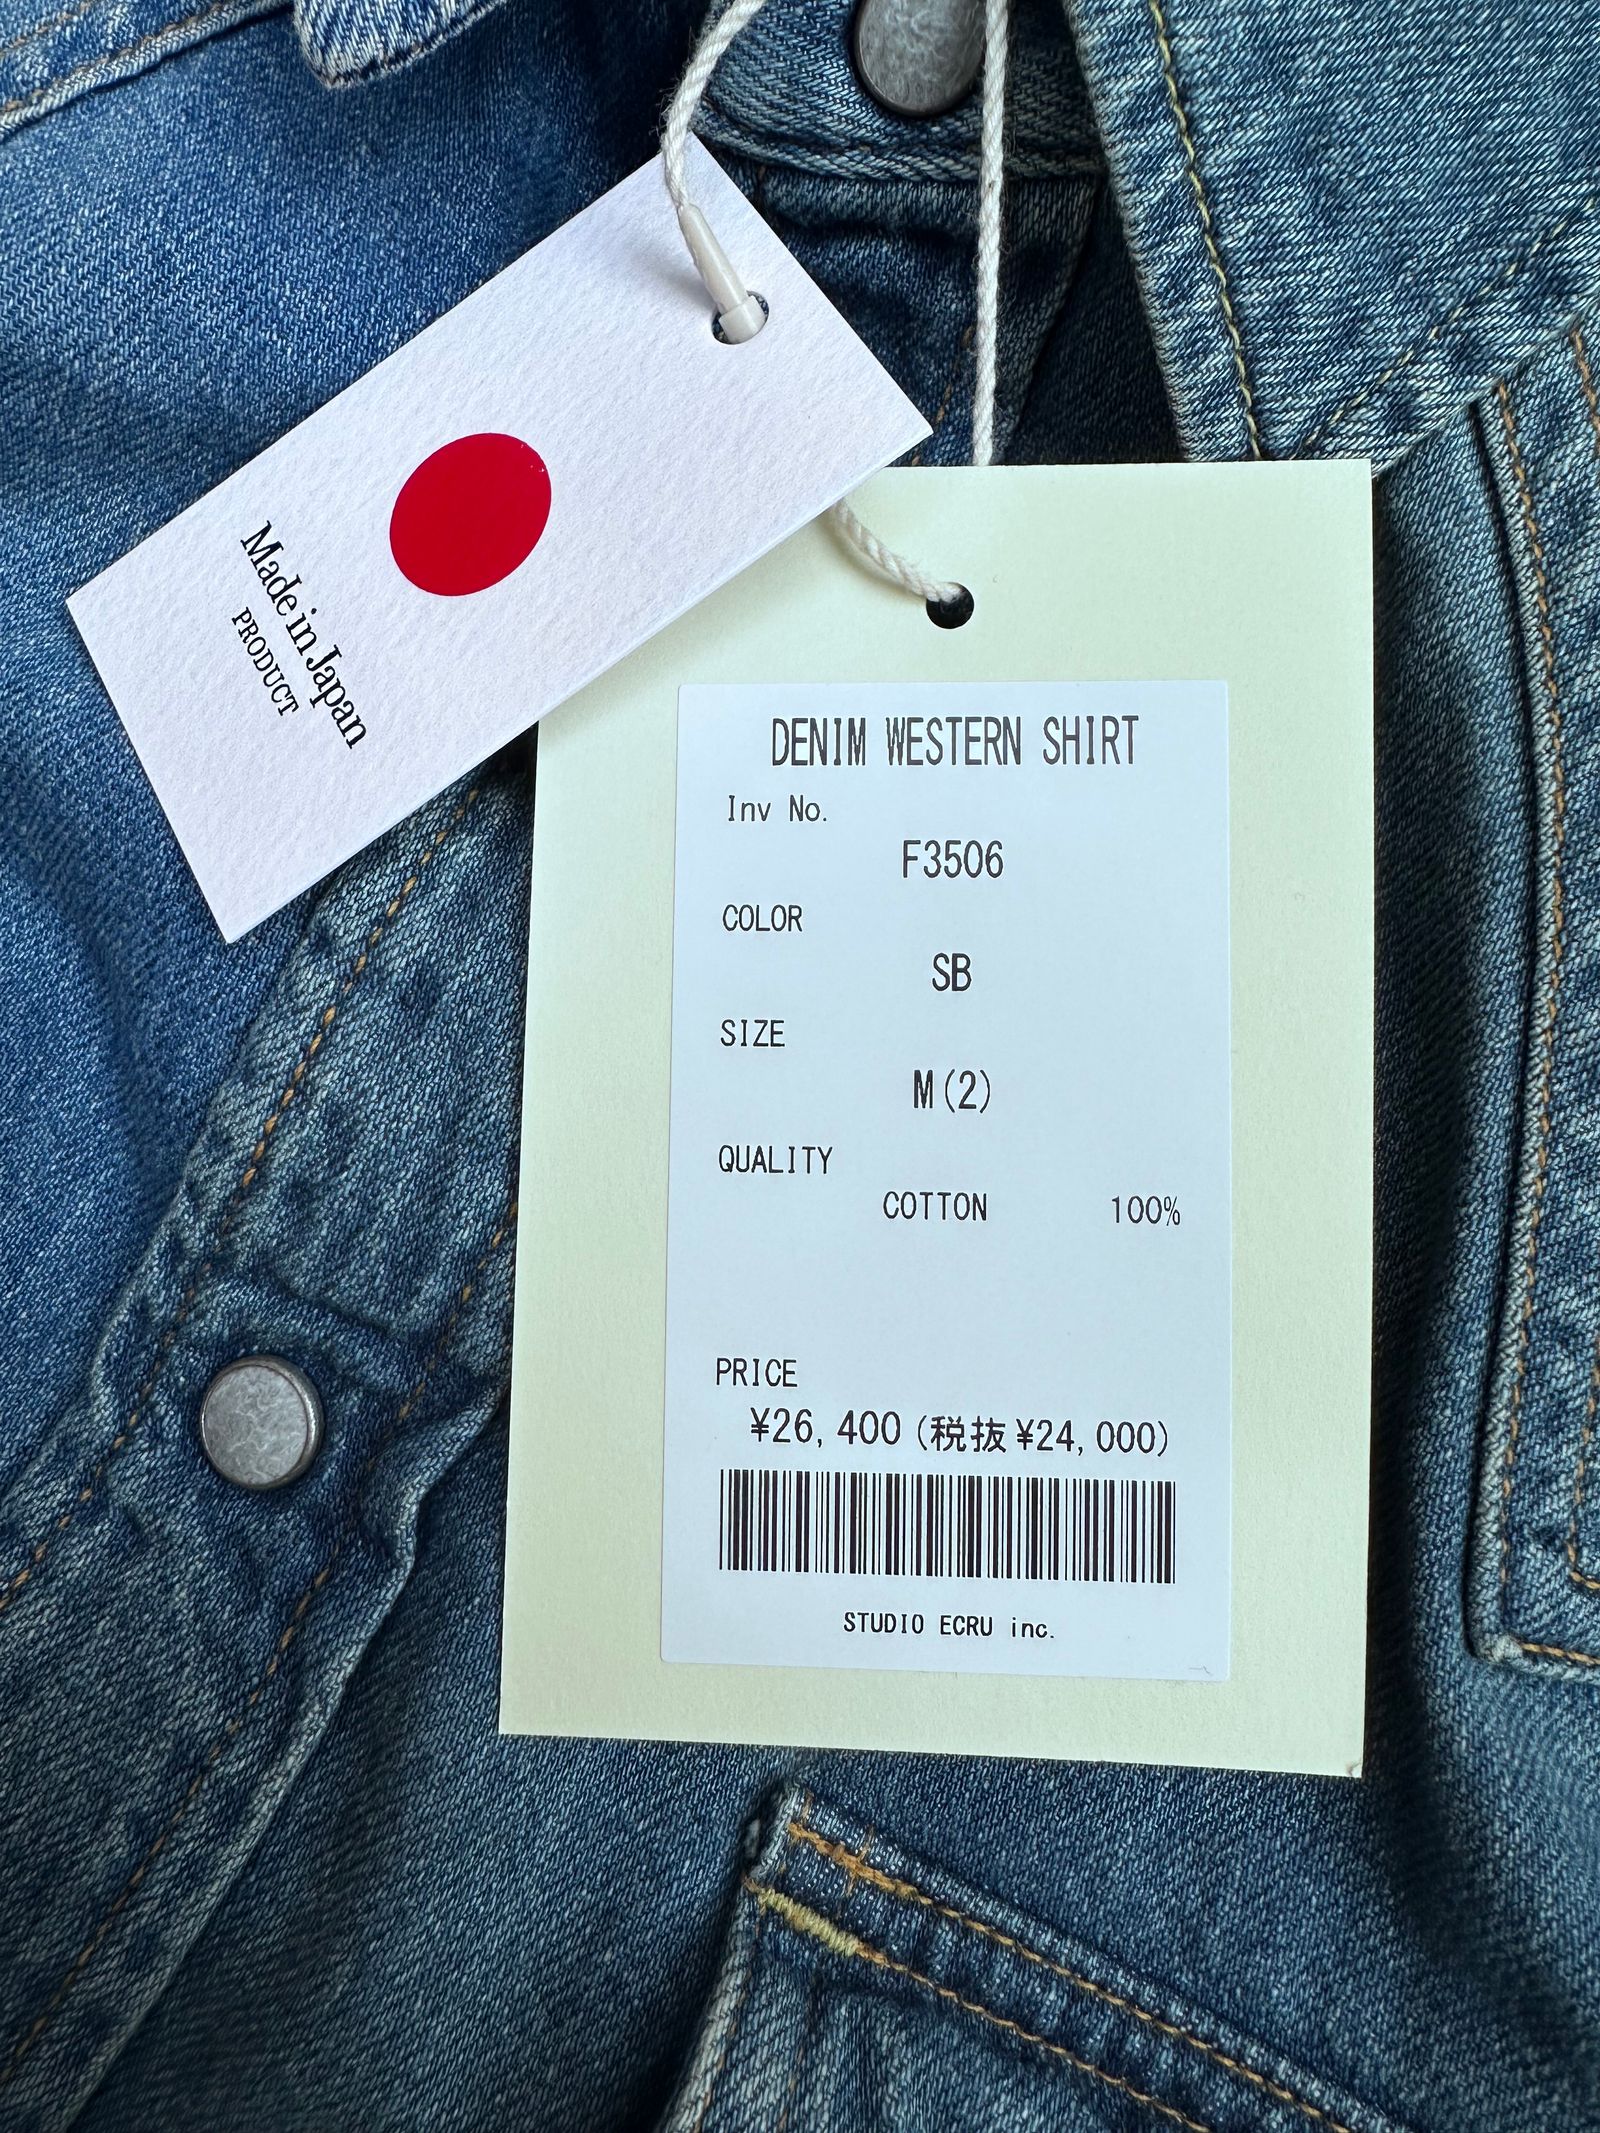 Made in Japan
PRODUCT
DENIM WESTERN SHIRT
Inv No.
F3506
COLOR
SB
SIZE
M(2)
QUALITY
COTTON 100%
PRICE
¥26,400(税抜¥24,000)
STUDIO ECRU inc.